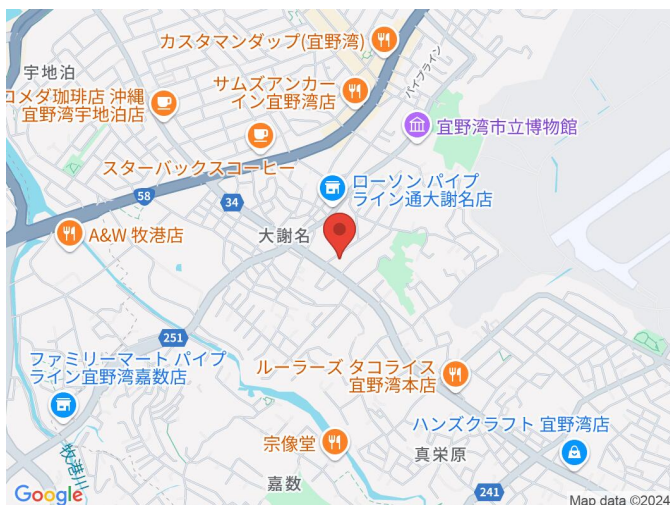 カスタマンダップ(宜野湾)
宇地泊
サムズアンカー
イン宜野湾店
パイプライン
コメダ珈琲店 沖縄
宜野湾宇地泊店
宜野湾市立博物館
スターバックスコーヒー
ローソン パイプ
ライン通大謝名店
58
34
大謝名
A&W 牧港店
251
ファミリーマート パイプ
ライン宜野湾嘉数店
ルーラーズ タコライス
宜野湾本店
ハンズクラフト 宜野湾店
宗像堂
真栄原
牧港川
嘉数
241
Google
Map data ©2024